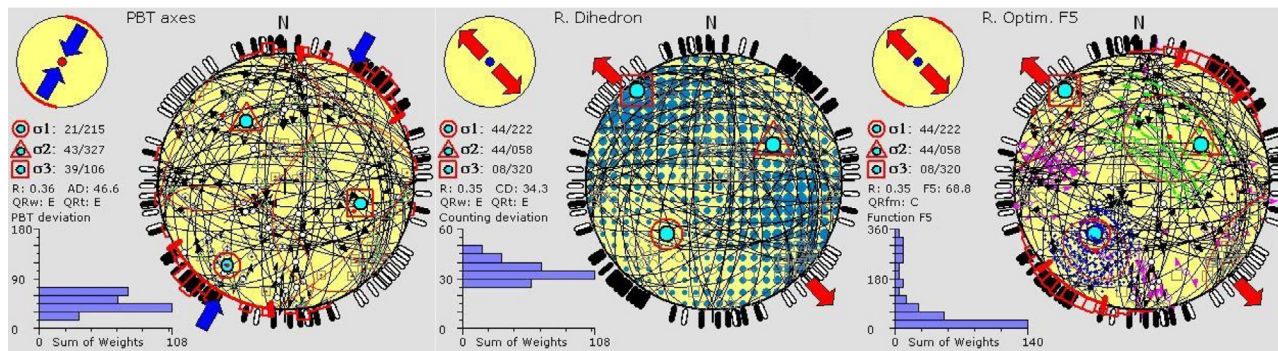 PBT axes
N
σ1: 21/215
σ2: 43/327
σ3: 39/106
R: 0.36 AD: 46.6
QRw: E QRt: E
PBT deviation
180
90
0
0 Sum of Weights 108
R. Dihedron
N
σ1: 44/222
σ2: 44/058
σ3: 08/320
R: 0.35 CD: 34.3
QRw: E QRt: E
Counting deviation
60
30
0
0 Sum of Weights 108
R. Optim. F5
N
σ1: 44/222
σ2: 44/058
σ3: 08/320
R: 0.35 F5: 68.8
QRfm: C
Function F5
360
180
0
0 Sum of Weights 140